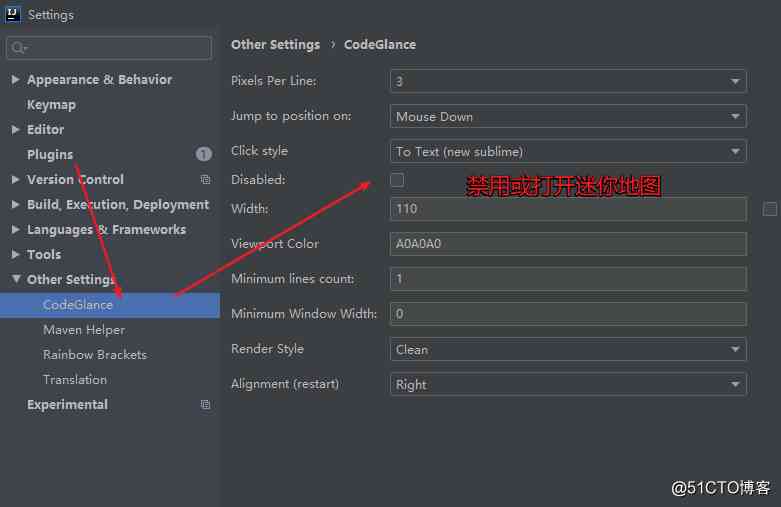 Settings
Other Settings › CodeGlance
Appearance & Behavior
Keymap
Editor
Plugins 1
Version Control
Build, Execution, Deployment
Languages & Frameworks
Tools
Other Settings
CodeGlance
Maven Helper
Rainbow Brackets
Translation
Experimental
Pixels Per Line: 3
Jump to position on: Mouse Down
Click style To Text (new sublime)
Disabled: 禁用或打开迷你地图
Width: 110
Viewport Color A0A0A0
Minimum lines count: 1
Minimum Window Width: 0
Render Style Clean
Alignment (restart) Right
@51CTO博客